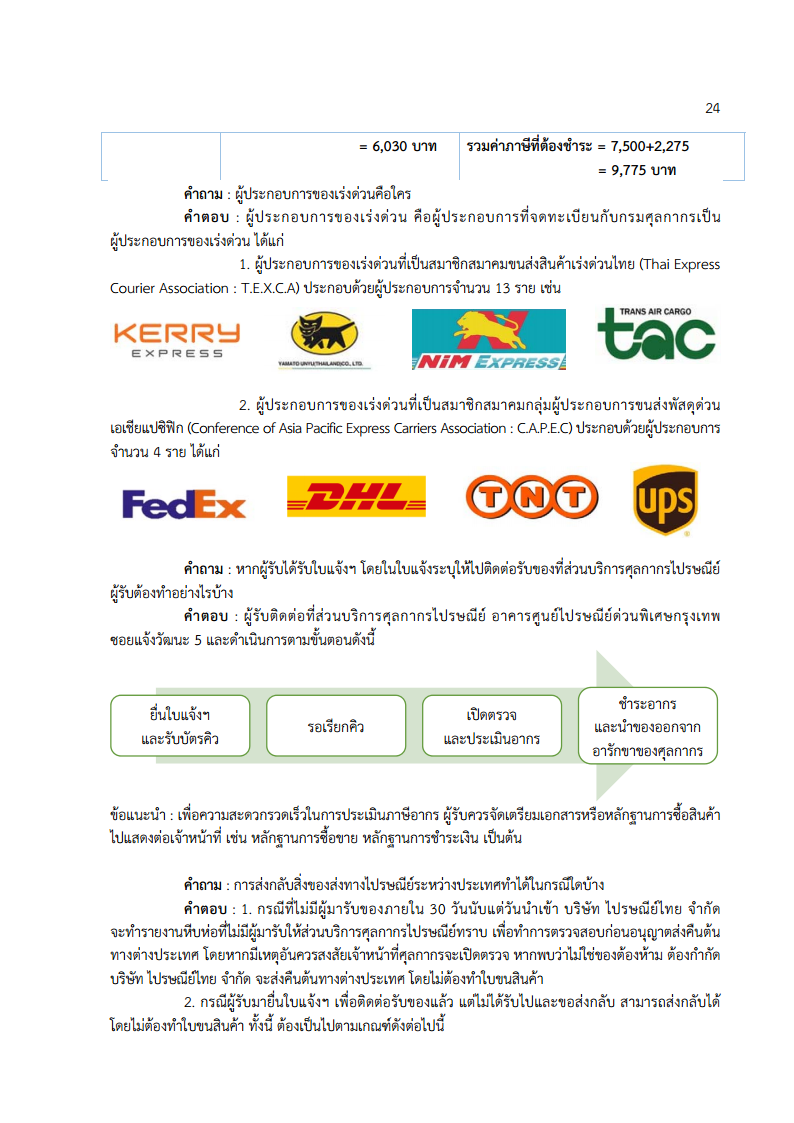 24
= 6,030 บาท
รวมค่าภาษีที่ต้องชำระ = 7,500+2,275
= 9,775 บาท
คำถาม : ผู้ประกอบการของเร่งด่วนคือใคร
คำตอบ : ผู้ประกอบการของเร่งด่วน คือผู้ประกอบการที่จดทะเบียนกับกรมศุลกากรเป็น
ผู้ประกอบการของเร่งด่วน ได้แก่
1. ผู้ประกอบการของเร่งด่วนที่เป็นสมาชิกสมาคมขนส่งสินค้าเร่งด่วนไทย (Thai Express
Courier Association : T.E.X.C.A) ประกอบด้วยผู้ประกอบการจำนวน 13 ราย เช่น
KERRY
EXPRESS
YAMATO UNYU(THAILAND)CO., LTD.
NiM EXPRESS
TRANS AIR CARGO
tac
2. ผู้ประกอบการของเร่งด่วนที่เป็นสมาชิกสมาคมกลุ่มผู้ประกอบการขนส่งพัสดุด่วน
เอเชียแปซิฟิก (Conference of Asia Pacific Express Carriers Association : C.A.P.E.C) ประกอบด้วยผู้ประกอบการ
จำนวน 4 ราย ได้แก่
FedEx
DHL
TNT
ups
คำถาม : หากผู้รับได้รับใบแจ้งฯ โดยในใบแจ้งระบุให้ไปติดต่อรับของที่ส่วนบริการศุลกากรไปรษณีย์
ผู้รับต้องทำอย่างไรบ้าง
คำตอบ : ผู้รับติดต่อที่ส่วนบริการศุลกากรไปรษณีย์ อาคารศูนย์ไปรษณีย์ด่วนพิเศษกรุงเทพ
ซอยแจ้งวัฒนะ 5 และดำเนินการตามขั้นตอนดังนี้
ยื่นใบแจ้งฯ
และรับบัตรคิว
รอเรียกคิว
เปิดตรวจ
และประเมินอากร
ชำระอากร
และนำของออกจาก
อารักขาของศุลกากร
ข้อแนะนำ : เพื่อความสะดวกรวดเร็วในการประเมินภาษีอากร ผู้รับควรจัดเตรียมเอกสารหรือหลักฐานการซื้อสินค้า
ไปแสดงต่อเจ้าหน้าที่ เช่น หลักฐานการซื้อขาย หลักฐานการชำระเงิน เป็นต้น
คำถาม : การส่งกลับสิ่งของส่งทางไปรษณีย์ระหว่างประเทศทำได้ในกรณีใดบ้าง
คำตอบ : 1. กรณีที่ไม่มีผู้มารับของภายใน 30 วันนับแต่วันนำเข้า บริษัท ไปรษณีย์ไทย จำกัด
จะทำรายงานหีบห่อที่ไม่มีผู้มารับให้ส่วนบริการศุลกากรไปรษณีย์ทราบ เพื่อทำการตรวจสอบก่อนอนุญาตส่งคืนต้น
ทางต่างประเทศ โดยหากมีเหตุอันควรสงสัยเจ้าหน้าที่ศุลกากรจะเปิดตรวจ หากพบว่าไม่ใช่ของต้องห้าม ต้องกำกัด
บริษัท ไปรษณีย์ไทย จำกัด จะส่งคืนต้นทางต่างประเทศ โดยไม่ต้องทำใบขนสินค้า
2. กรณีผู้รับมายื่นใบแจ้งฯ เพื่อติดต่อรับของแล้ว แต่ไม่ได้รับไปและขอส่งกลับ สามารถส่งกลับได้
โดยไม่ต้องทำใบขนสินค้า ทั้งนี้ ต้องเป็นไปตามเกณฑ์ดังต่อไปนี้